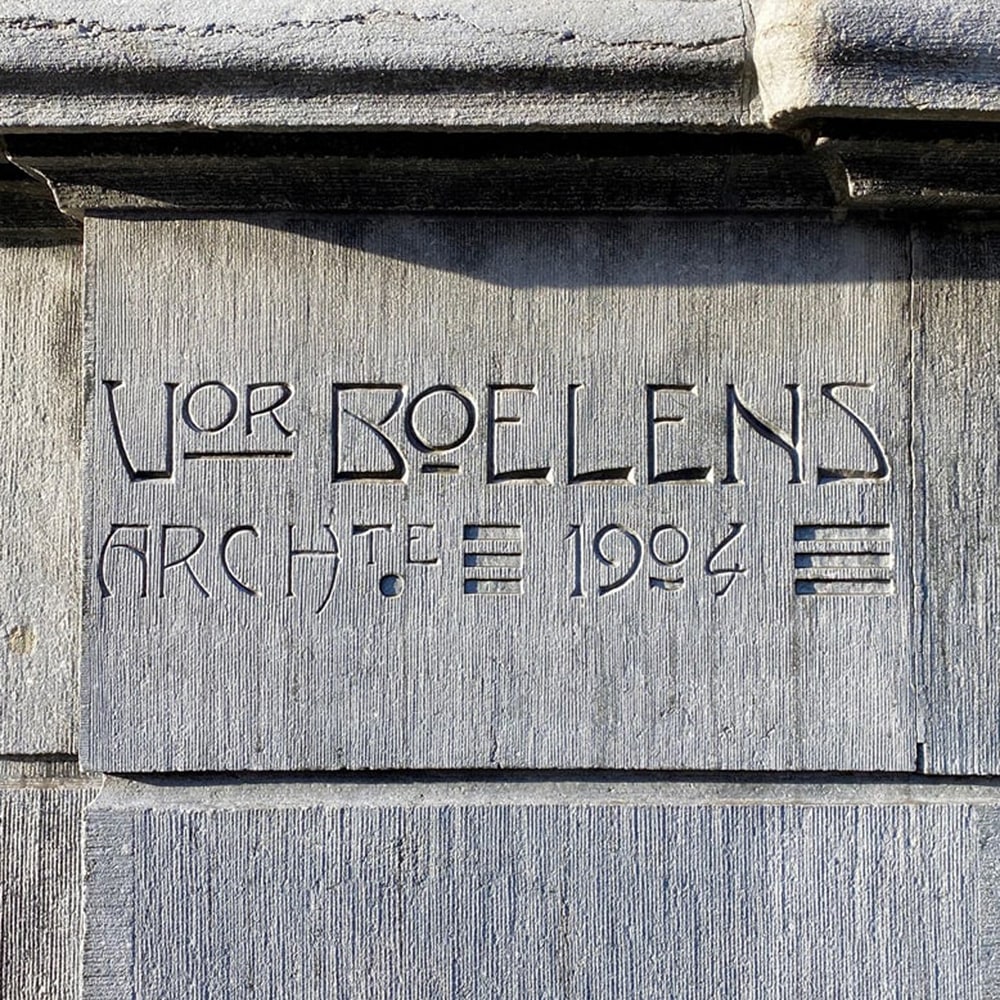 VOR BOELENS
ARCHTE. 1904